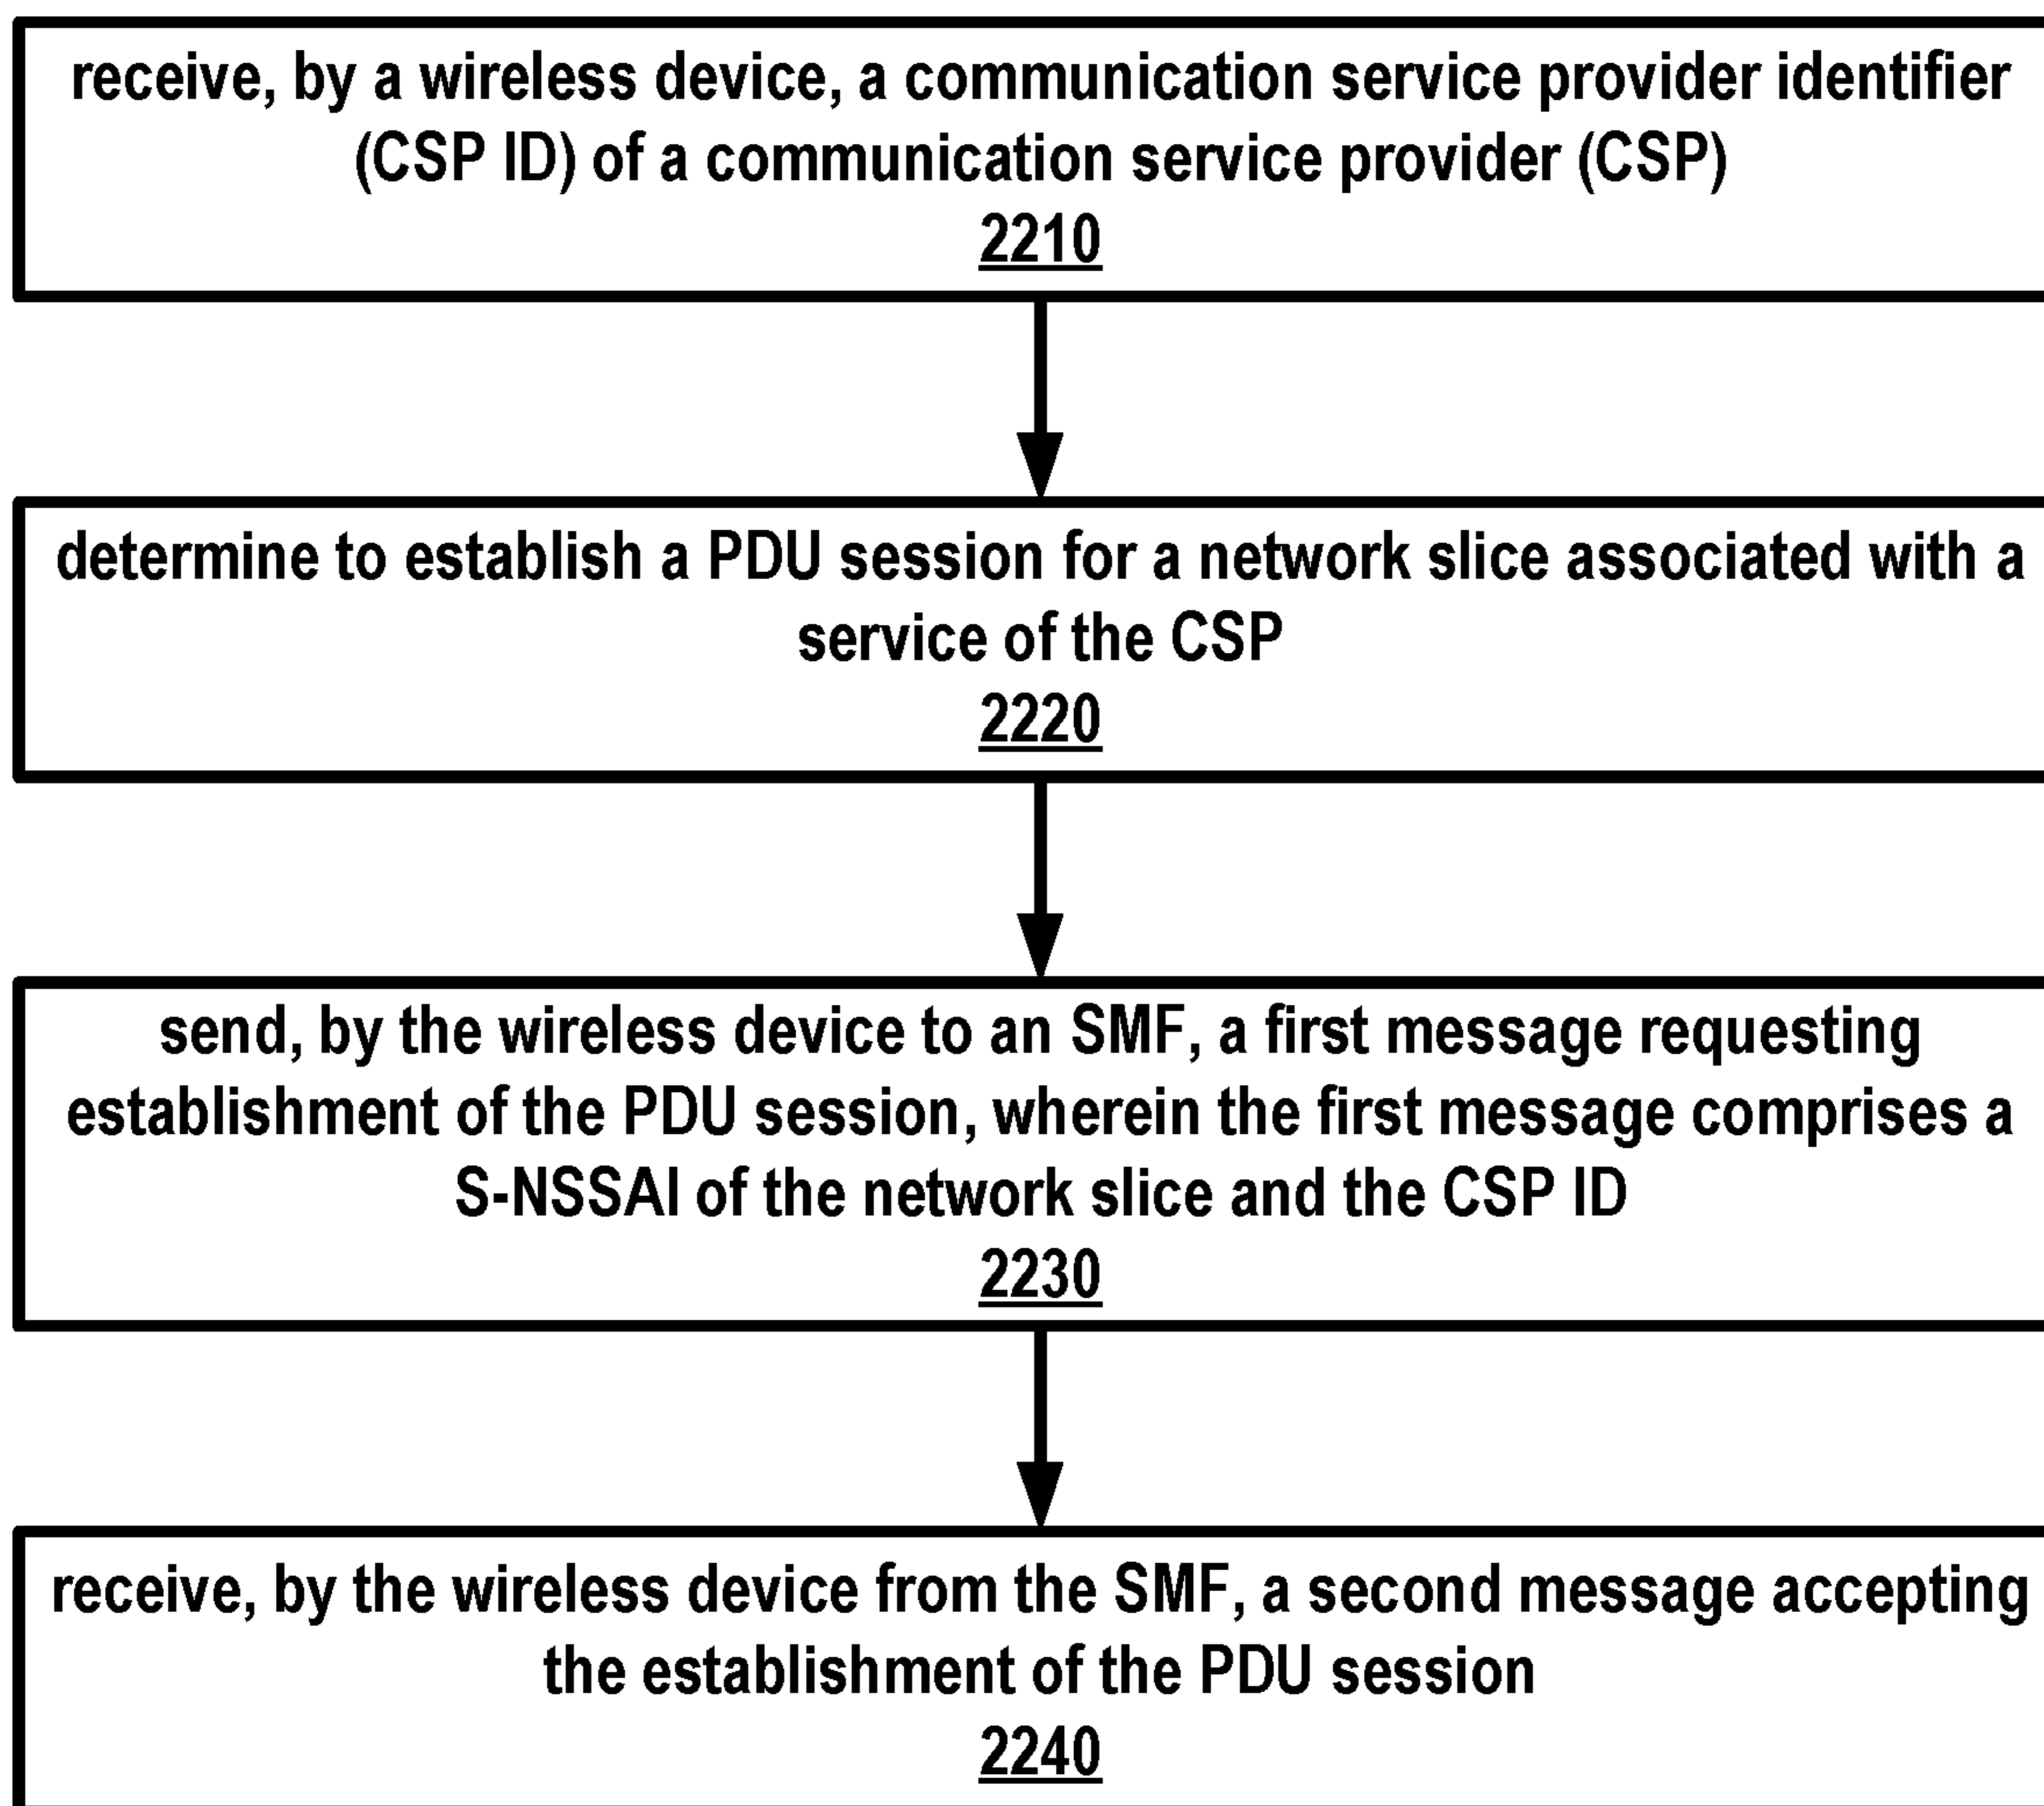 receive, by a wireless device, a communication service provider identifier
(CSP ID) of a communication service provider (CSP)
2210
determine to establish a PDU session for a network slice associated with a
service of the CSP
2220
send, by the wireless device to an SMF, a first message requesting
establishment of the PDU session, wherein the first message comprises a
S-NSSAI of the network slice and the CSP ID
2230
receive, by the wireless device from the SMF, a second message accepting
the establishment of the PDU session
2240